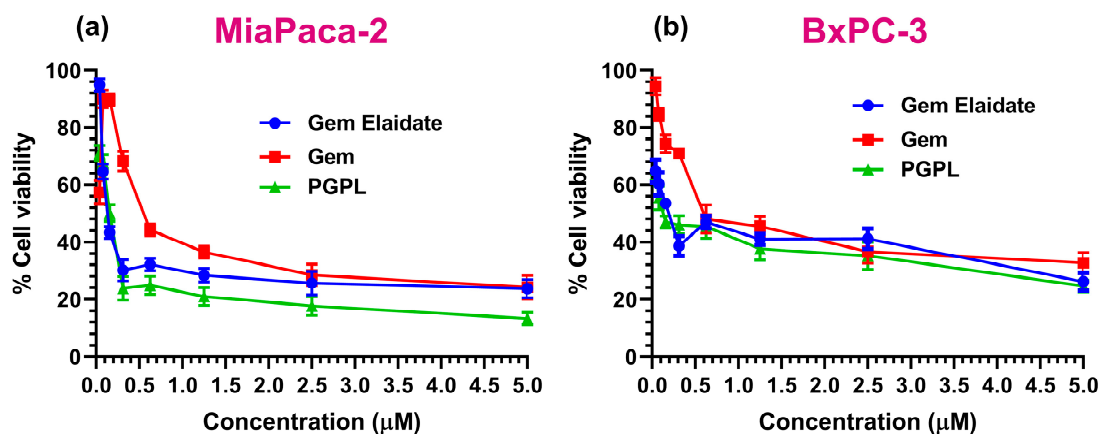 (a) MiaPaca-2
100
80
60
40
20
0
% Cell viability
Gem Elaidate
Gem
PGPL
0.0 0.5 1.0 1.5 2.0 2.5 3.0 3.5 4.0 4.5 5.0
Concentration (μM)
(b) BxPC-3
100
80
60
40
20
0
% Cell viability
Gem Elaidate
Gem
PGPL
0.0 0.5 1.0 1.5 2.0 2.5 3.0 3.5 4.0 4.5 5.0
Concentration (μM)